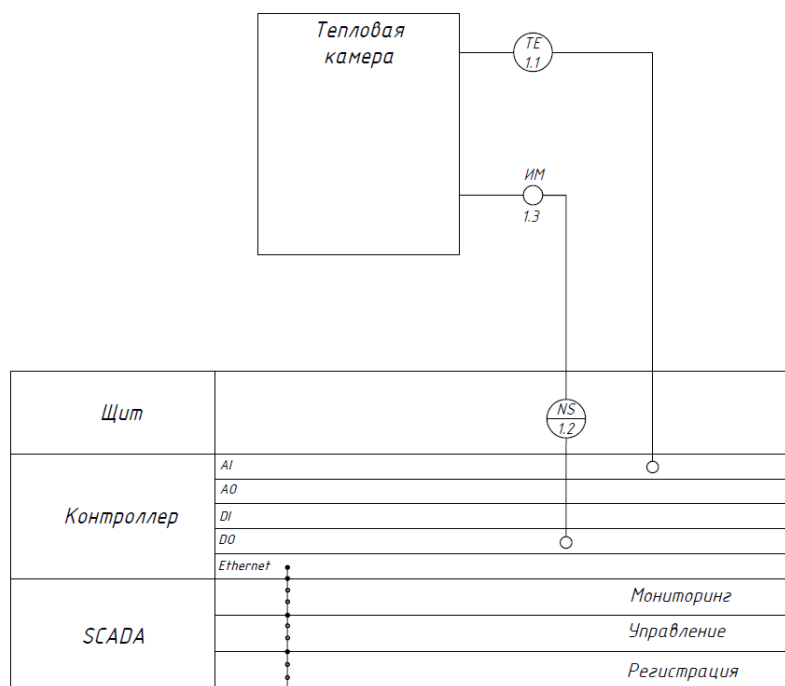 Тепловая
камера
TE
1.1
ИМ
1.3
Щит
NS
1.2
Контроллер
AI
AO
DI
DO
Ethernet
SCADA
Мониторинг
Управление
Регистрация